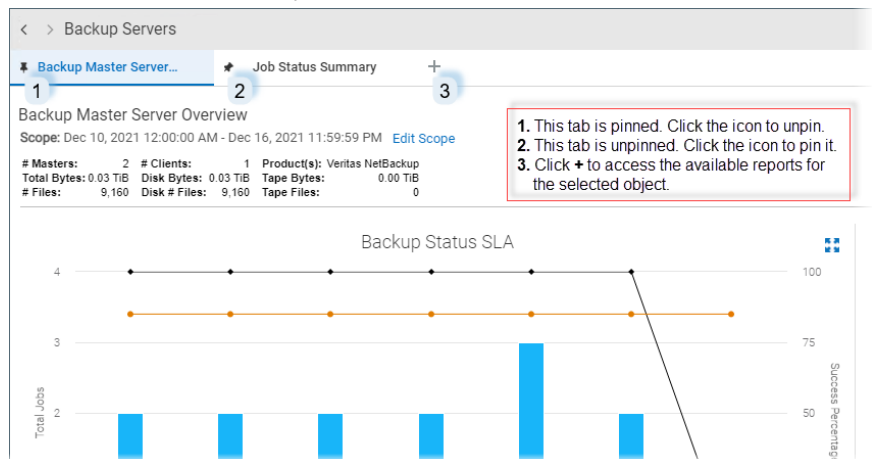 < > Backup Servers
Backup Master Server... Job Status Summary +
1 2 3
Backup Master Server Overview
Scope: Dec 10, 2021 12:00:00 AM - Dec 16, 2021 11:59:59 PM Edit Scope
# Masters: 2 # Clients: 1 Product(s): Veritas NetBackup
Total Bytes: 0.03 TiB Disk Bytes: 0.03 TiB Tape Bytes: 0.00 TiB
# Files: 9,160 Disk # Files: 9,160 Tape Files: 0
1. This tab is pinned. Click the icon to unpin.
2. This tab is unpinned. Click the icon to pin it.
3. Click + to access the available reports for
the selected object.
Backup Status SLA
4 100
3 75
2 50
Total Jobs
Success Percentag